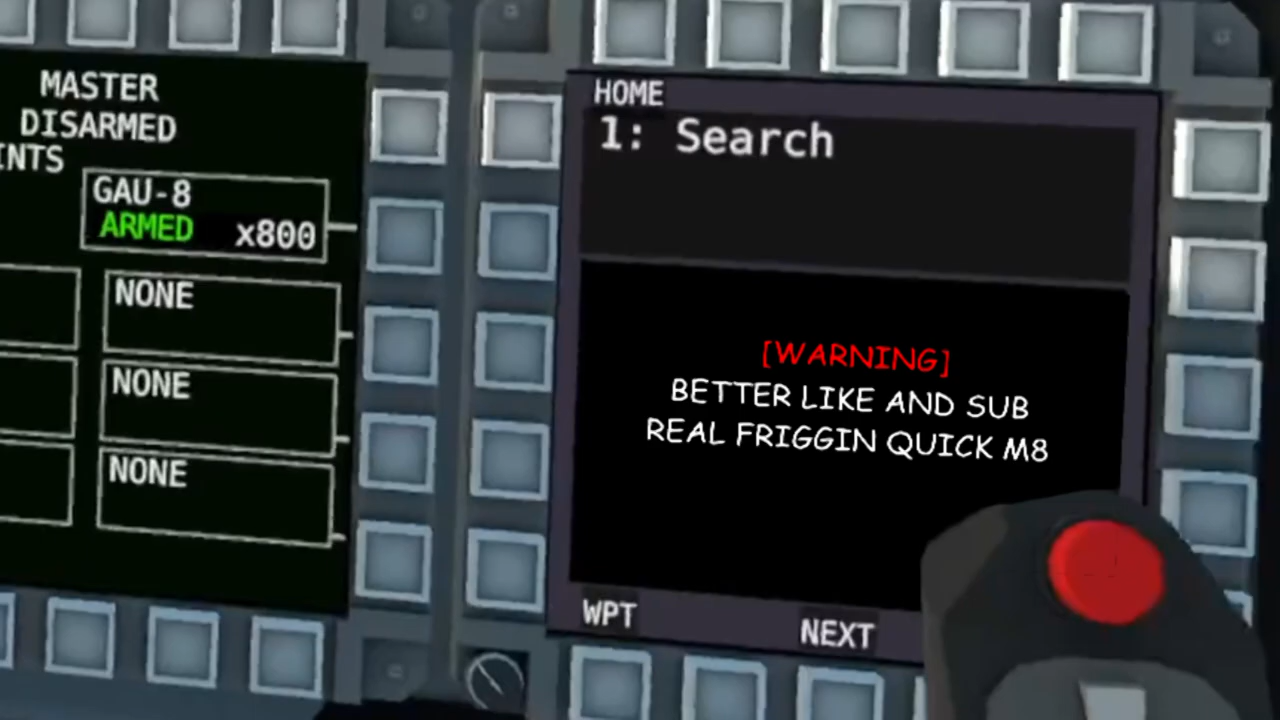 MASTER
DISARMED
INTS
GAU-8
ARMED x800
NONE
NONE
NONE
HOME
1: Search
[WARNING]
BETTER LIKE AND SUB
REAL FRIGGIN QUICK M8
WPT
NEXT